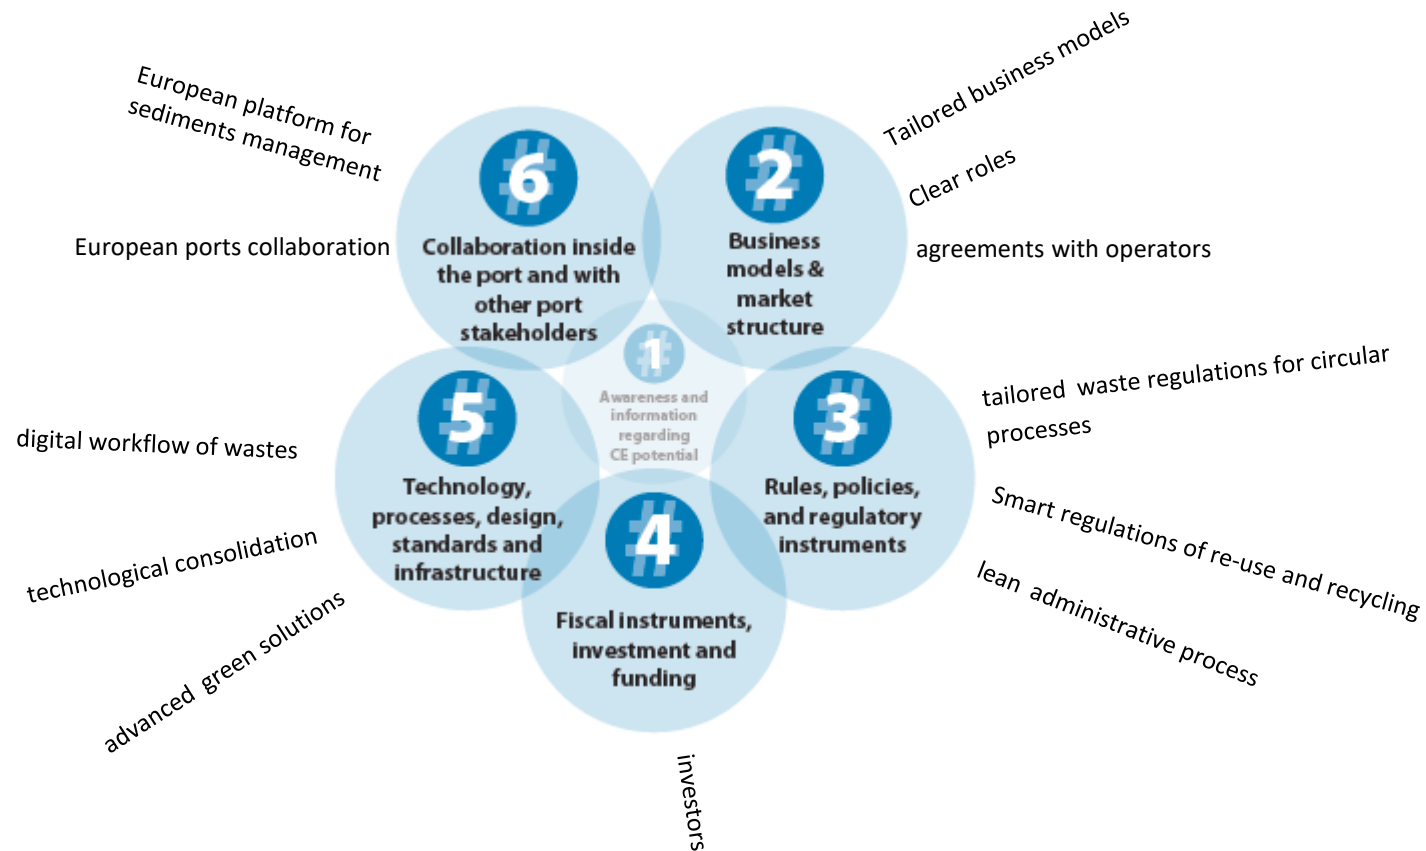 Tailored business models
European platform for
sediments management
Clear roles
European ports collaboration
agreements with operators
#6
Collaboration inside
the port and with
other port
stakeholders
#2
Business
models &
market
structure
#1
Awareness and
information
regarding
CE potential
tailored waste regulations for circular
processes
digital workflow of wastes
#5
Technology,
processes, design,
standards and
infrastructure
#3
Rules, policies,
and regulatory
instruments
Smart regulations of re-use and recycling
technological consolidation
lean administrative process
advanced green solutions
#4
Fiscal instruments,
investment and
funding
investors